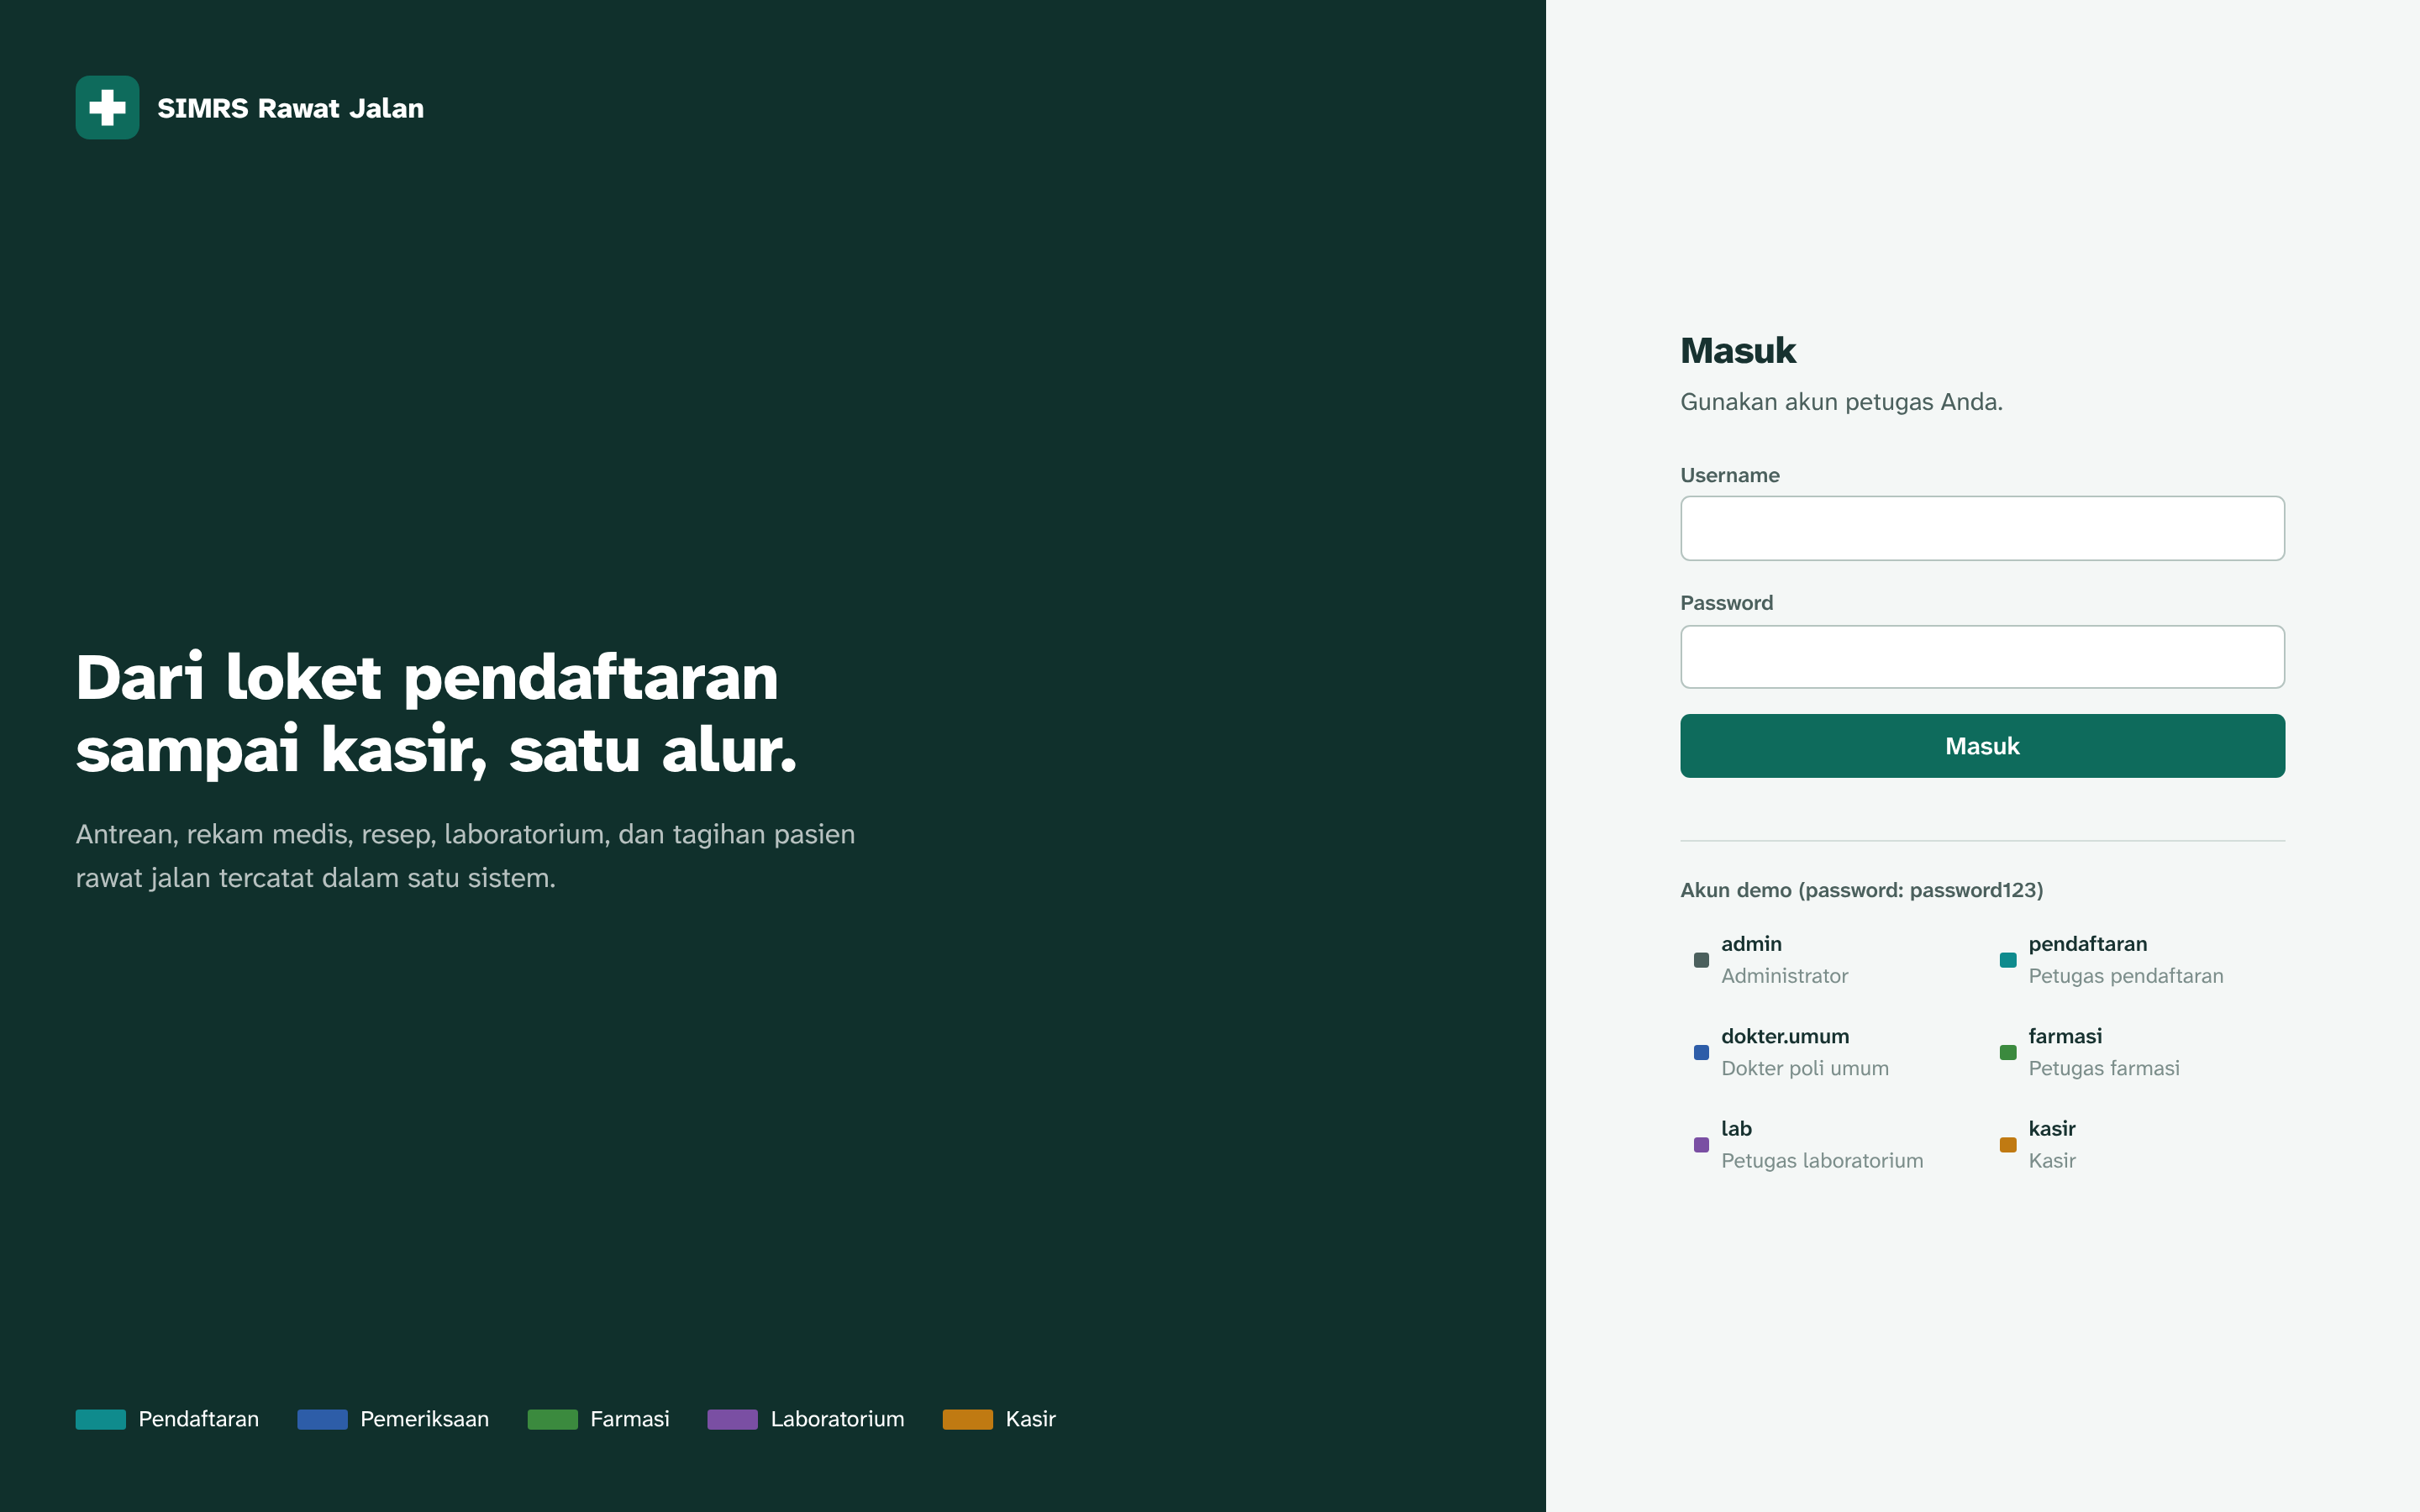 SIMRS Rawat Jalan
Dari loket pendaftaran
sampai kasir, satu alur.
Antrean, rekam medis, resep, laboratorium, dan tagihan pasien
rawat jalan tercatat dalam satu sistem.
Pendaftaran
Pemeriksaan
Farmasi
Laboratorium
Kasir
Masuk
Gunakan akun petugas Anda.
Username
Password
Masuk
Akun demo (password: password123)
admin
Administrator
pendaftaran
Petugas pendaftaran
dokter.umum
Dokter poli umum
farmasi
Petugas farmasi
lab
Petugas laboratorium
kasir
Kasir